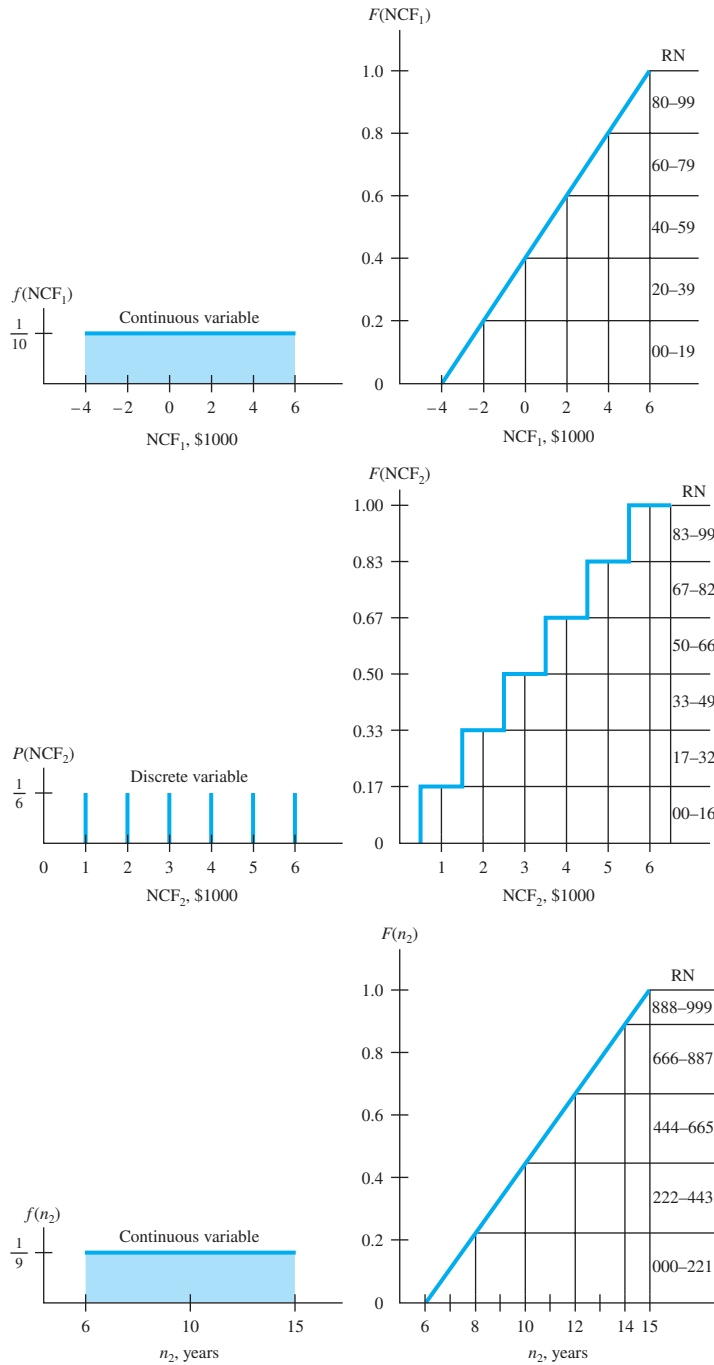 F(NCF₁)
RN
1.0
80–99
0.8
60–79
0.6
40–59
0.4
20–39
0.2
00–19
0
−4 −2 0 2 4 6
NCF₁, $1000
f(NCF₁)
Continuous variable
1
10
−4 −2 0 2 4 6
NCF₁, $1000
F(NCF₂)
RN
1.00
83–99
0.83
67–82
0.67
50–66
0.50
33–49
0.33
17–32
0.17
00–16
0
1 2 3 4 5 6
NCF₂, $1000
P(NCF₂)
Discrete variable
1
6
0 1 2 3 4 5 6
NCF₂, $1000
F(n₂)
RN
1.0
888–999
0.8
666–887
0.6
444–665
0.4
222–443
0.2
000–221
0
6 8 10 12 14 15
n₂, years
f(n₂)
Continuous variable
1
9
6 10 15
n₂, years